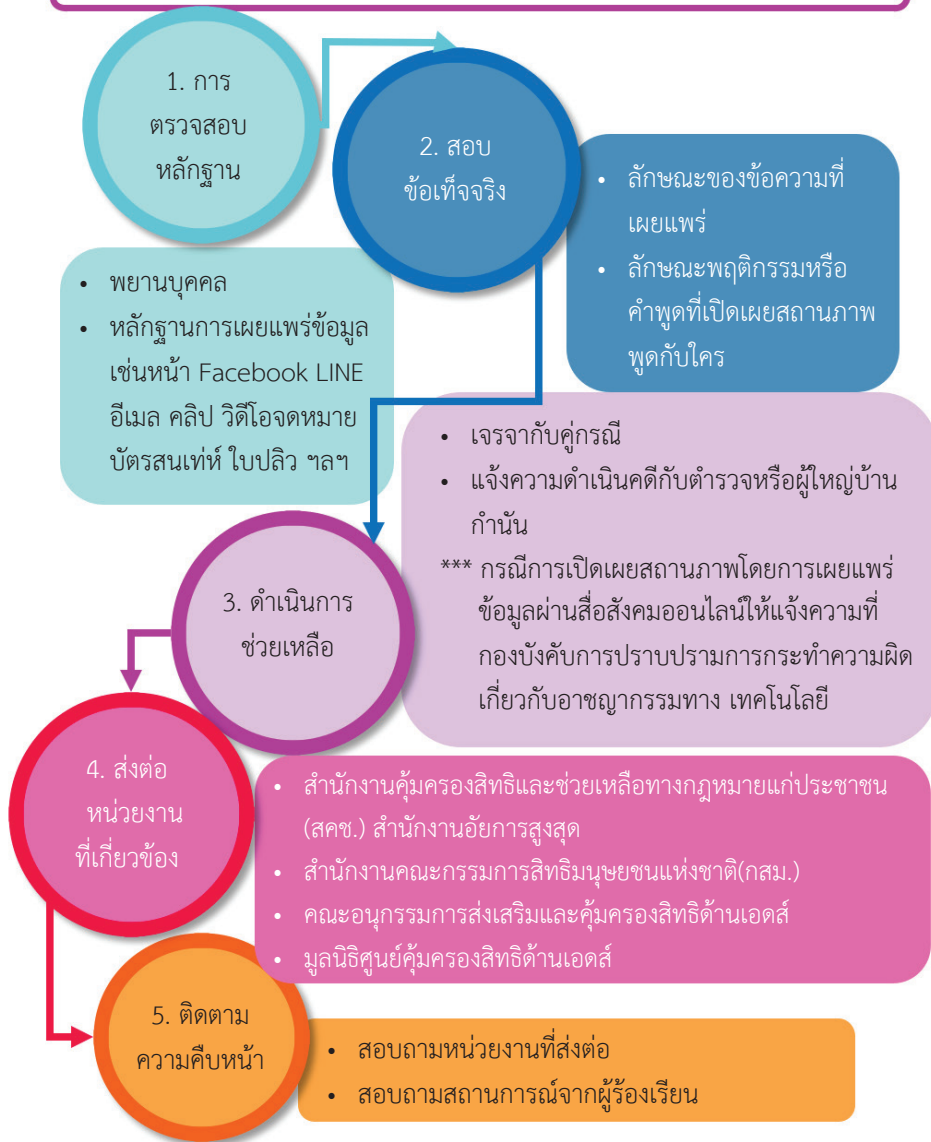 1. การ
ตรวจสอบ
หลักฐาน
• พยานบุคคล
• หลักฐานการเผยแพร่ข้อมูล
เช่นหน้า Facebook LINE
อีเมล คลิป วิดีโอจดหมาย
บัตรสนเท่ห์ ใบปลิว ฯลฯ
2. สอบ
ข้อเท็จจริง
• ลักษณะของข้อความที่
เผยแพร่
• ลักษณะพฤติกรรมหรือ
คำพูดที่เปิดเผยสถานภาพ
พูดกับใคร
3. ดำเนินการ
ช่วยเหลือ
• เจรจากับคู่กรณี
• แจ้งความดำเนินคดีกับตำรวจหรือผู้ใหญ่บ้าน
กำนัน
*** กรณีการเปิดเผยสถานภาพโดยการเผยแพร่
ข้อมูลผ่านสื่อสังคมออนไลน์ให้แจ้งความที่
กองบังคับการปราบปรามการกระทำความผิด
เกี่ยวกับอาชญากรรมทาง เทคโนโลยี
4. ส่งต่อ
หน่วยงาน
ที่เกี่ยวข้อง
• สำนักงานคุ้มครองสิทธิและช่วยเหลือทางกฎหมายแก่ประชาชน
(สคช.) สำนักงานอัยการสูงสุด
• สำนักงานคณะกรรมการสิทธิมนุษยชนแห่งชาติ(กสม.)
• คณะอนุกรรมการส่งเสริมและคุ้มครองสิทธิด้านเอดส์
• มูลนิธิศูนย์คุ้มครองสิทธิด้านเอดส์
5. ติดตาม
ความคืบหน้า
• สอบถามหน่วยงานที่ส่งต่อ
• สอบถามสถานการณ์จากผู้ร้องเรียน